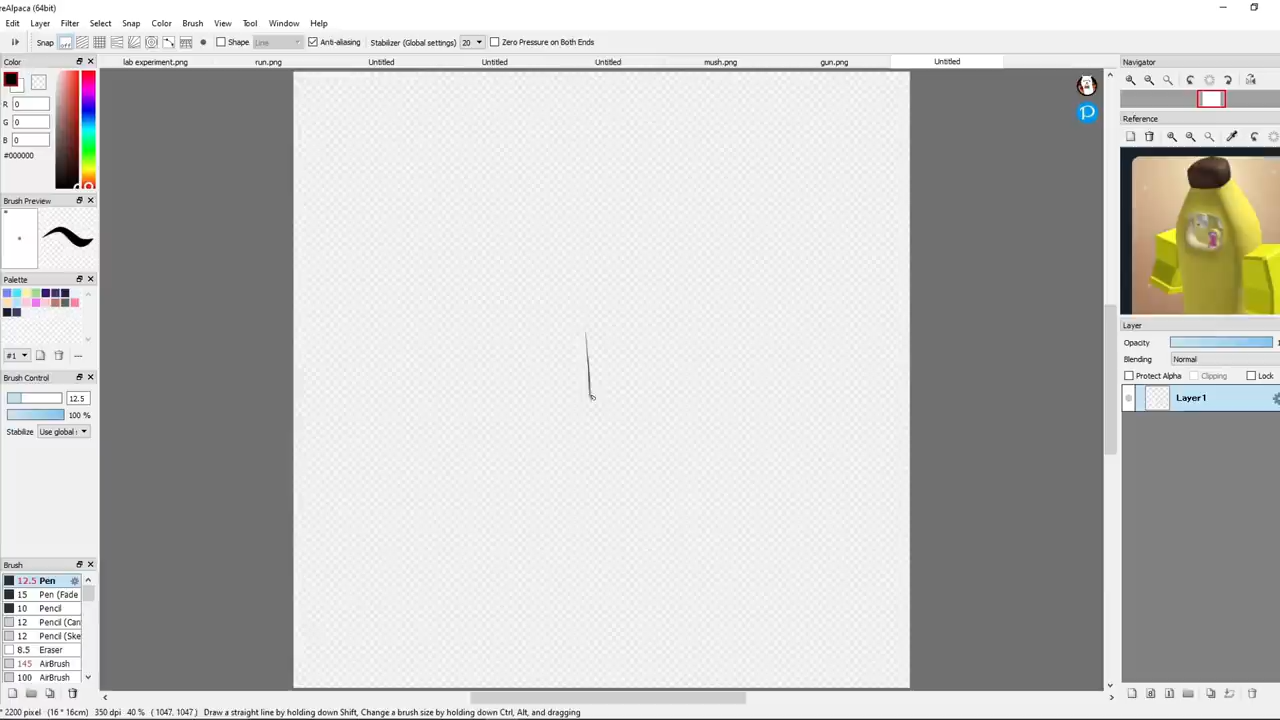 reAlpaca (64bit)
Edit Layer Filter Select Snap Color Brush View Tool Window Help
Snap off Shape Line Anti-aliasing Stabilizer (Global settings) 20 Zero Pressure on Both Ends
lab experiment.png run.png Untitled Untitled Untitled mush.png gun.png Untitled
Color
R 0
G 0
B 0
#000000
Brush Preview
Palette
#1 ---
Brush Control
12.5
100 %
Stabilize Use global
Brush
12.5 Pen
15 Pen (Fade
10 Pencil
12 Pencil (Can
12 Pencil (Ske
8.5 Eraser
145 AirBrush
100 AirBrush
Navigator
Reference
Layer
Opacity 1
Blending Normal
Protect Alpha Clipping Lock
Layer1
* 2200 pixel (16 * 16cm) 350 dpi 40 % ( 1047, 1047 ) Draw a straight line by holding down Shift, Change a brush size by holding down Ctrl, Alt, and dragging